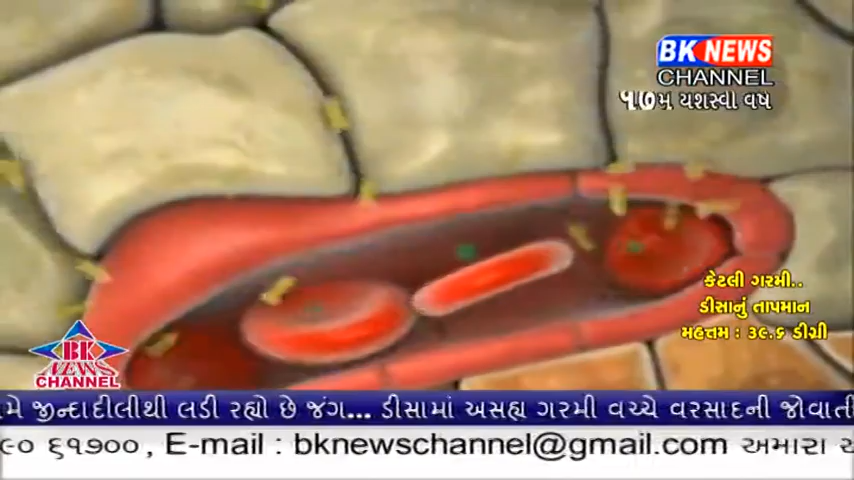 BK NEWS
CHANNEL
૧૭મ યશસ્વી વર્ષ
કેટલી ગરમી..
ડીસાનું તાપમાન
મહત્તમ : ૩૯.૬ ડીગ્રી
BK
NEWS
CHANNEL
મે જીન્દાદીલીથી લડી રહ્યો છે જંગ... ડીસામાં અસહ્ય ગરમી વચ્ચે વરસાદની જોવાતી
૯૦ ૬૧૭૦૦, E-mail : bknewschannel@gmail.com અમારા